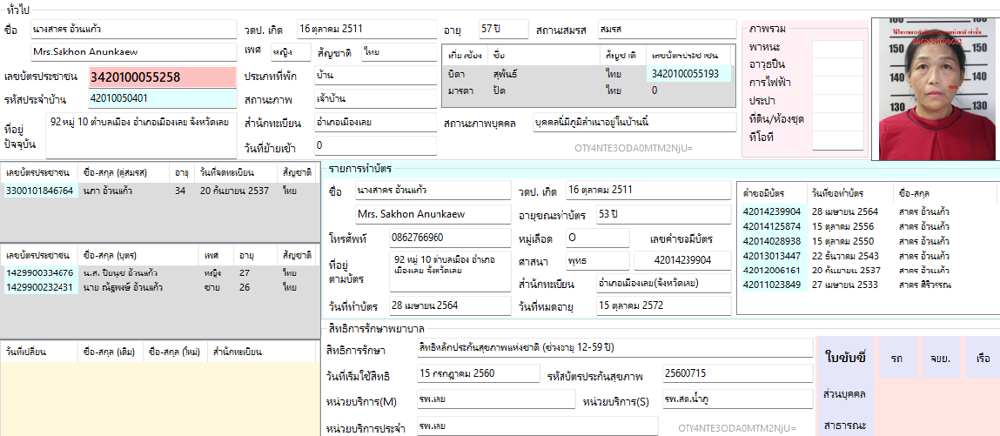 ทั่วไป
ชื่อ นางสาคร อ้วนแก้ว วดป. เกิด 16 ตุลาคม 2511 อายุ 57 ปี สถานะสมรส สมรส
Mrs.Sakhon Anunkaew เพศ หญิง สัญชาติ ไทย
เลขบัตรประชาชน 3420100055258 ประเภทที่พัก บ้าน
รหัสประจำบ้าน 42010050401 สถานะภาพ เจ้าบ้าน
ที่อยู่ปัจจุบัน 92 หมู่ 10 ตำบลเมือง อำเภอเมืองเลย จังหวัดเลย สำนักทะเบียน อำเภอเมืองเลย
วันที่ย้ายเข้า 0
เกี่ยวข้อง ชื่อ สัญชาติ เลขบัตรประชาชน
บิดา สุพันธ์ ไทย 3420100055193
มารดา ปัด ไทย 0
สถานะภาพบุคคล บุคคลนี้มีภูมิลำเนาอยู่ในบ้านนี้
OTY4NTE3ODA0MTM2NjU=
ภาพรวม
พาหนะ
อาวุธปืน
การไฟฟ้า
ประปา
ที่ดิน/ห้องชุด
ทีโอที
150 150
140 140
130 130
เลขบัตรประชาชน ชื่อ-สกุล (คู่สมรส) อายุ วันที่จดทะเบียน สัญชาติ
3300101846764 นภา อ้วนแก้ว 34 20 กันยายน 2537 ไทย
เลขบัตรประชาชน ชื่อ-สกุล (บุตร) เพศ อายุ สัญชาติ
1429900334676 น.ส. ปิยนุช อ้วนแก้ว หญิง 27 ไทย
1429900232431 นาย ณัฐพงษ์ อ้วนแก้ว ชาย 26 ไทย
วันที่เปลี่ยน ชื่อ-สกุล (เดิม) ชื่อ-สกุล (ใหม่) สำนักทะเบียน
รายการทำบัตร
ชื่อ นางสาคร อ้วนแก้ว วดป. เกิด 16 ตุลาคม 2511
Mrs. Sakhon Anunkaew อายุขณะทำบัตร 53 ปี
โทรศัพท์ 0862766960 หมู่เลือด O เลขคำขอมีบัตร
ที่อยู่ตามบัตร 92 หมู่ 10 ตำบลเมือง อำเภอเมืองเลย จังหวัดเลย ศาสนา พุทธ 42014239904
สำนักทะเบียน อำเภอเมืองเลย(จังหวัดเลย)
วันที่ทำบัตร 28 เมษายน 2564 วันที่หมดอายุ 15 ตุลาคม 2572
คำขอมีบัตร วันที่ขอทำบัตร ชื่อ-สกุล
42014239904 28 เมษายน 2564 สาคร อ้วนแก้ว
42014125874 15 ตุลาคม 2556 สาคร อ้วนแก้ว
42014028938 15 ตุลาคม 2550 สาคร อ้วนแก้ว
42013013447 22 ธันวาคม 2543 สาคร อ้วนแก้ว
42012006161 20 กันยายน 2537 สาคร อ้วนแก้ว
42011023849 27 เมษายน 2533 สาคร สิริวรรณ
สิทธิการรักษาพยาบาล
สิทธิการรักษา สิทธิหลักประกันสุขภาพแห่งชาติ (ช่วงอายุ 12-59 ปี)
วันที่เริ่มใช้สิทธิ 15 กรกฎาคม 2560 รหัสบัตรประกันสุขภาพ 25600715
หน่วยบริการ(M) รพ.เลย หน่วยบริการ(S) รพ.สต.น้ำภู
หน่วยบริการประจำ รพ.เลย OTY4NTE3ODA0MTM2NjU=
ใบขับขี่ รถ จยย. เรือ
ส่วนบุคคล
สาธารณะ